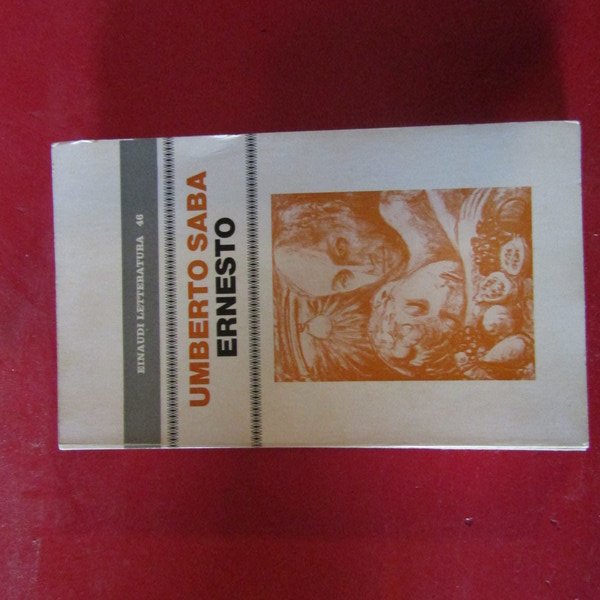 EINAUDI LETTERATURA 46
UMBERTO SABA
ERNESTO